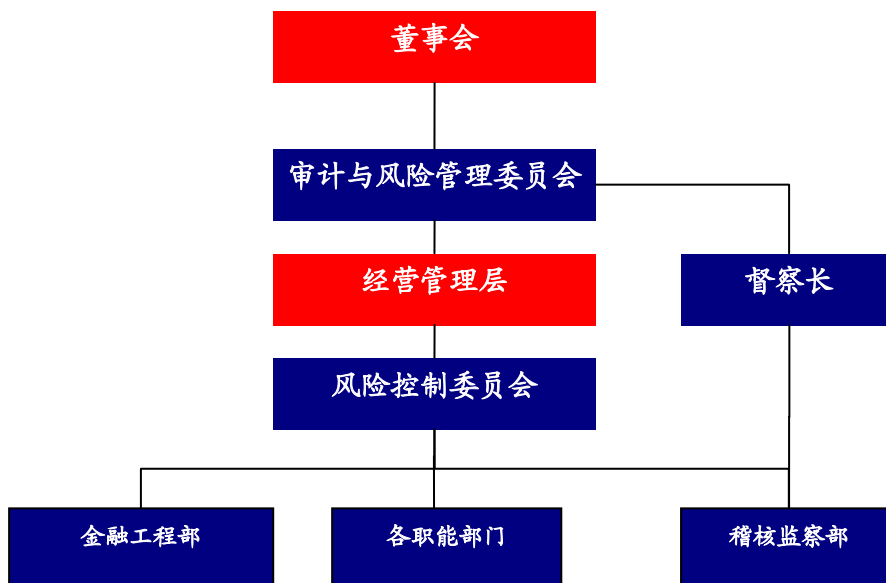 董事会
审计与风险管理委员会
经营管理层
督察长
风险控制委员会
金融工程部
各职能部门
稽核监察部